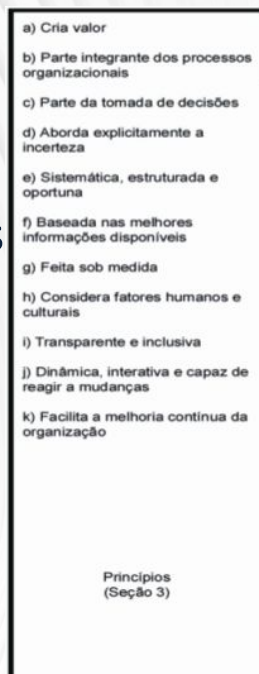 a) Cria valor
b) Parte integrante dos processos
organizacionais
c) Parte da tomada de decisões
d) Aborda explicitamente a
incerteza
e) Sistemática, estruturada e
oportuna
f) Baseada nas melhores
informações disponíveis
g) Feita sob medida
h) Considera fatores humanos e
culturais
i) Transparente e inclusiva
j) Dinâmica, interativa e capaz de
reagir a mudanças
k) Facilita a melhoria contínua da
organização
Princípios
(Seção 3)